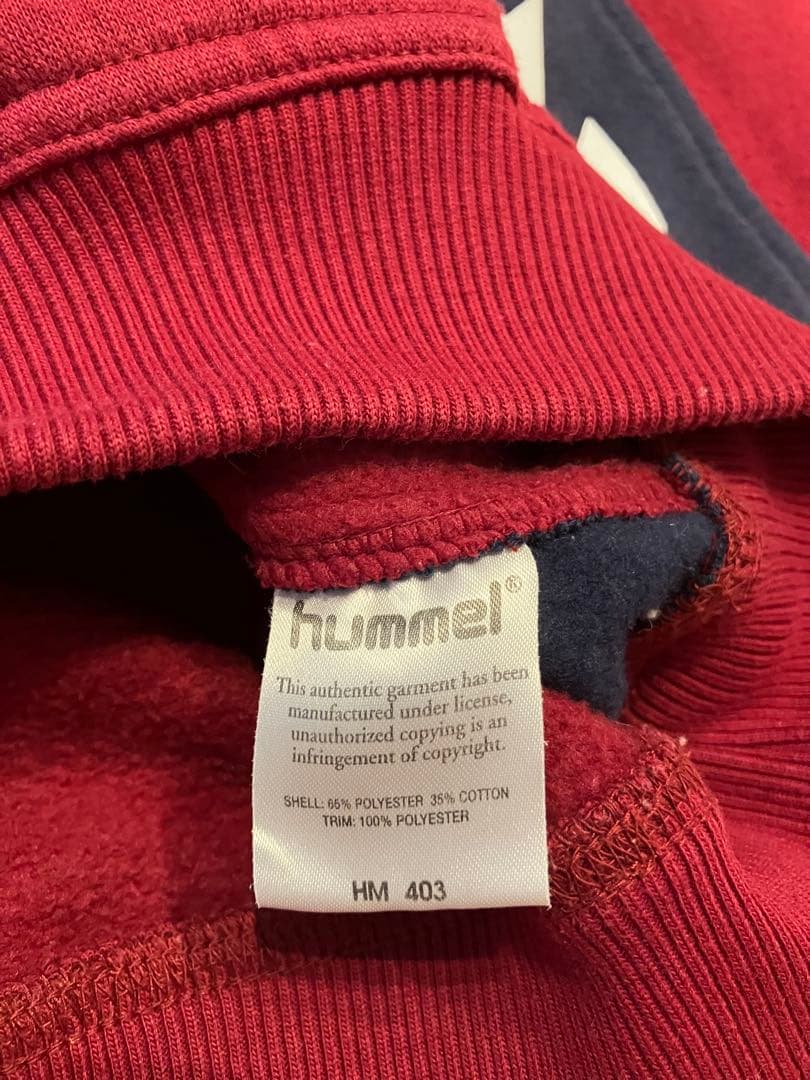 hummel®
This authentic garment has been
manufactured under license,
unauthorized copying is an
infringement of copyright.
SHELL: 65% POLYESTER 35% COTTON
TRIM: 100% POLYESTER
HM 403